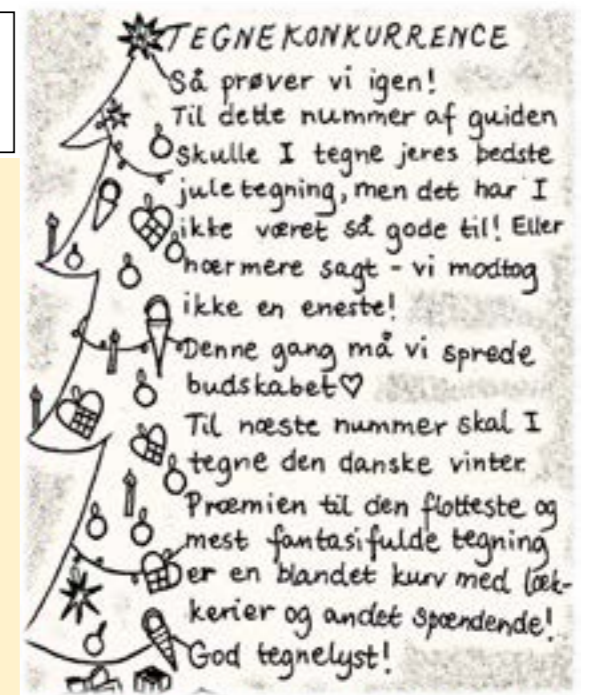 TEGNEKONKURRENCE
Så prøver vi igen!
Til dette nummer af guiden
skulle I tegne jeres bedste
juletegning, men det har I
ikke været så gode til! Eller
nærmere sagt - vi modtog
ikke en eneste!
Denne gang må vi sprede
budskabet♡
Til næste nummer skal I
tegne den danske vinter.
Præmien til den flotteste og
mest fantasifulde tegning
er en blandet kurv med læk-
kerier og andet spændende!
God tegnelyst!